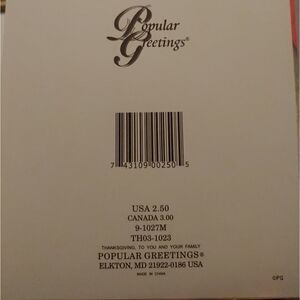 Popular
Greetings®
7 43109 00250 5
USA 2.50
CANADA 3.00
9-1027M
TH03-1023
THANKSGIVING, TO YOU AND YOUR FAMILY
POPULAR GREETINGS®
ELKTON, MD 21922-0186 USA
MADE IN CHINA
©PG